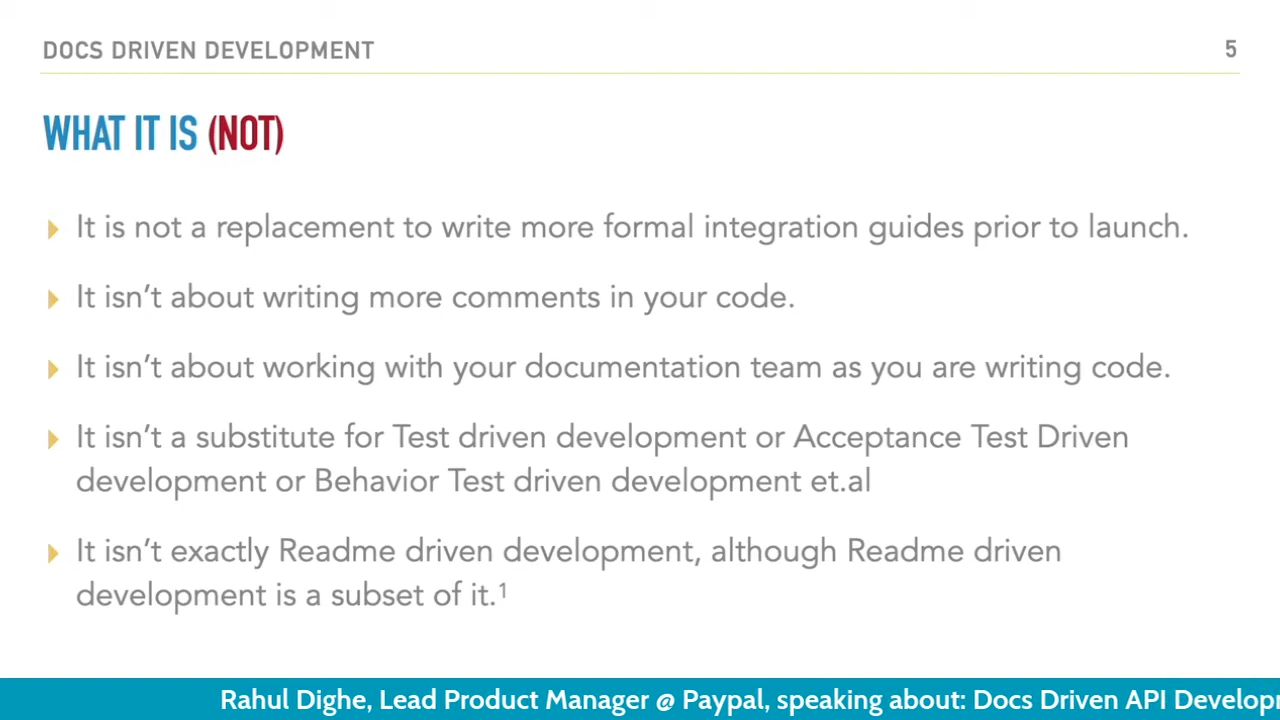 DOCS DRIVEN DEVELOPMENT
5
WHAT IT IS (NOT)
It is not a replacement to write more formal integration guides prior to launch.
It isn’t about writing more comments in your code.
It isn’t about working with your documentation team as you are writing code.
It isn’t a substitute for Test driven development or Acceptance Test Driven
development or Behavior Test driven development et.al
It isn’t exactly Readme driven development, although Readme driven
development is a subset of it.¹
Rahul Dighe, Lead Product Manager @ Paypal, speaking about: Docs Driven API